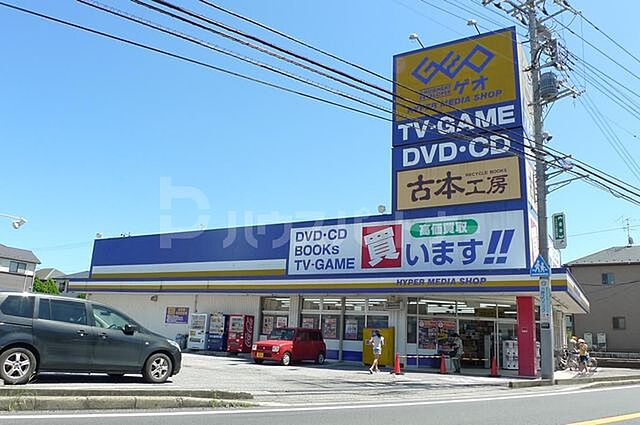 GEO ゲオ
HYPER MEDIA SHOP
TV・GAME
DVD・CD
RECYCLE BOOKS
古本工房
DVD・CD
BOOKs
TV・GAME
高価買取
買います!!
HYPER MEDIA SHOP